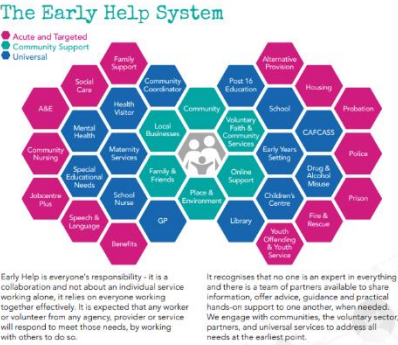 The Early Help System
Acute and Targeted
Community Support
Universal
Family
Support
Alternative
Provision
Social
Care
Community
Coordinator
Post 16
Education
Housing
A&E
Health
Visitor
Community
School
Probation
Mental
Health
Local
Businesses
Voluntary
Faith &
Community
Services
CAFCASS
Community
Nursing
Maternity
Services
Early Years
Setting
Police
Special
Educational
Needs
Family &
Friends
Online
Support
Drug &
Alcohol
Misuse
Jobcentre
Plus
School
Nurse
Place &
Environment
Children's
Centre
Prison
Speech &
Language
GP
Library
Fire &
Rescue
Benefits
Youth
Offending
& Youth
Service
Early Help is everyone's responsibility - it is a
collaboration and not about an individual service
working alone, it relies on everyone working
together effectively. It is expected that any worker
or volunteer from any agency, provider or service
will respond to meet those needs, by working
with others to do so.
It recognises that no one is an expert in everything
and there is a team of partners available to share
information, offer advice, guidance and practical
hands-on support to one another, when needed.
We engage with communities, the voluntary sector,
partners, and universal services to address all
needs at the earliest point.